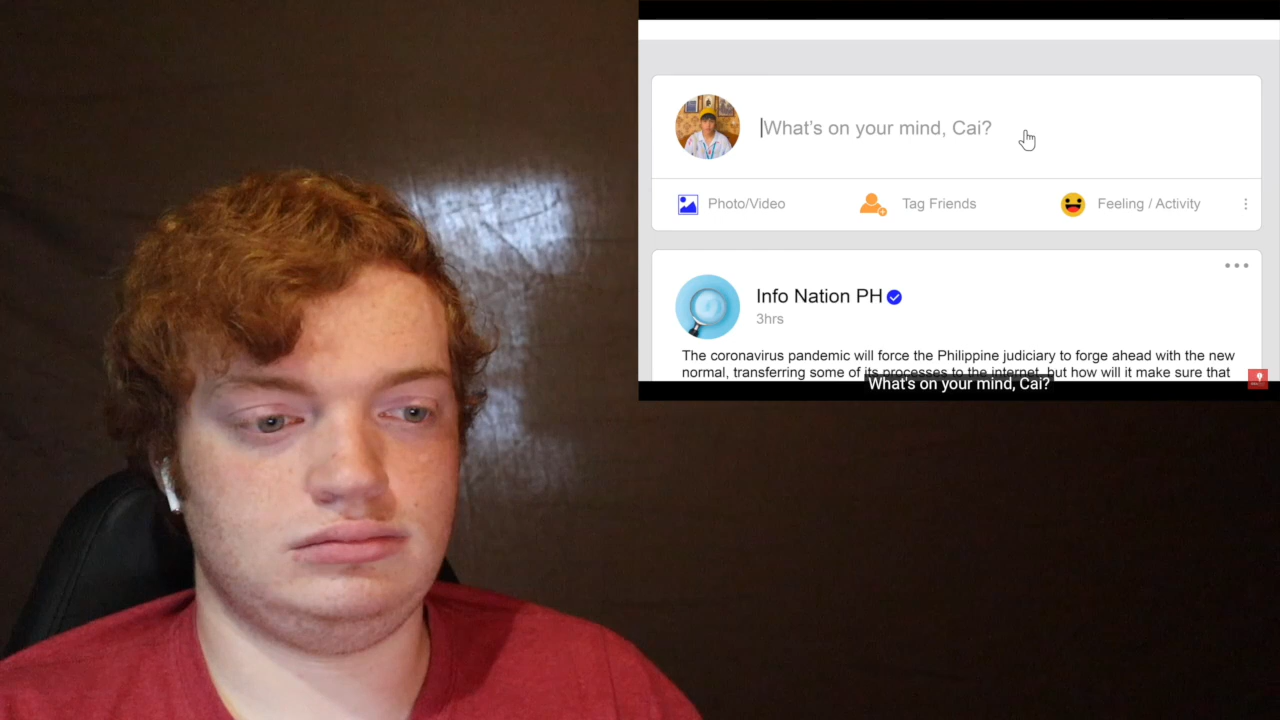 What's on your mind, Cai?
Photo/Video
Tag Friends
Feeling / Activity
Info Nation PH
3hrs
The coronavirus pandemic will force the Philippine judiciary to forge ahead with the new
normal, transferring some of its processes to the internet, but how will it make sure that
What's on your mind, Cai?